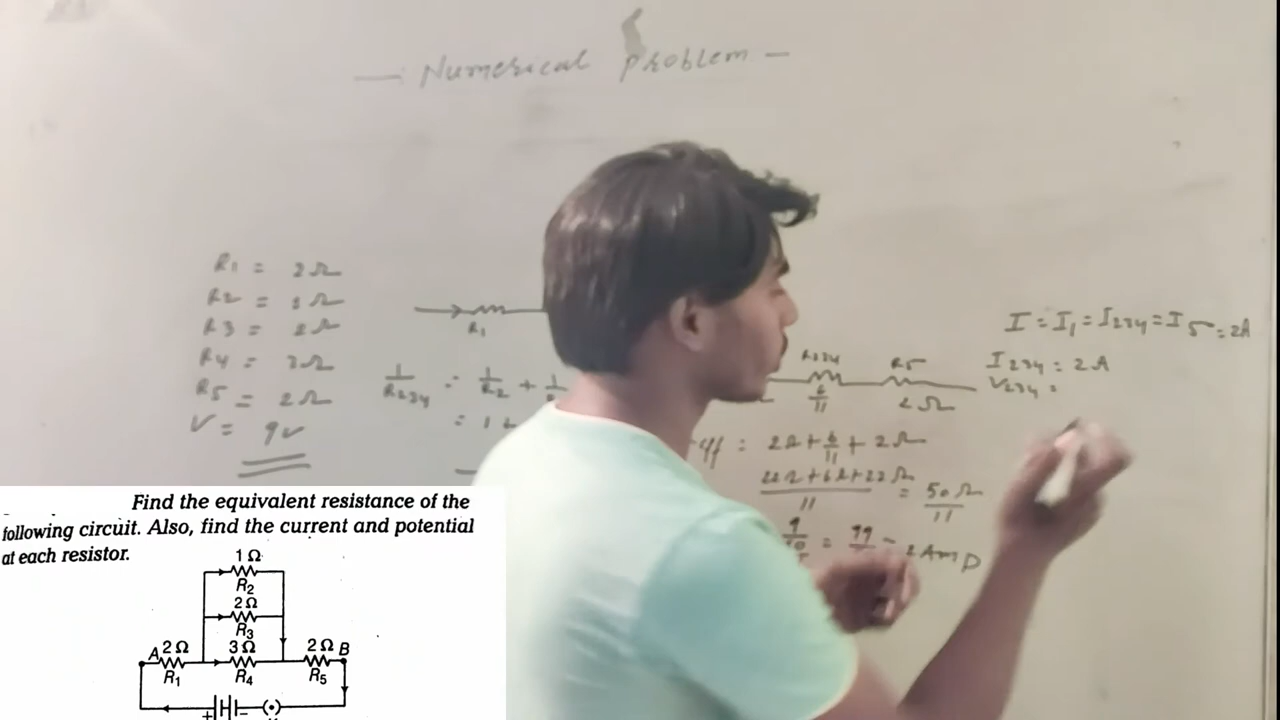 — Numerical Problem —
R1 = 2Ω
R2 = 1Ω
R3 = 2Ω
R4 = 3Ω
R5 = 2Ω
V = 9V
R1
1/R234 = 1/R2 + 1/
R234 R5
6/11 2Ω
eff = 2Ω + 6/11 + 2Ω
22Ω+6Ω+22Ω/11 = 50Ω/11
= 99 = 2 Amp
I = I1 = I234 = I5 = 2A
I234 = 2A
V234 =
Find the equivalent resistance of the
following circuit. Also, find the current and potential
at each resistor.
1 Ω
R2
2 Ω
R3
A 2 Ω 3 Ω 2 Ω B
R1 R4 R5
+ -